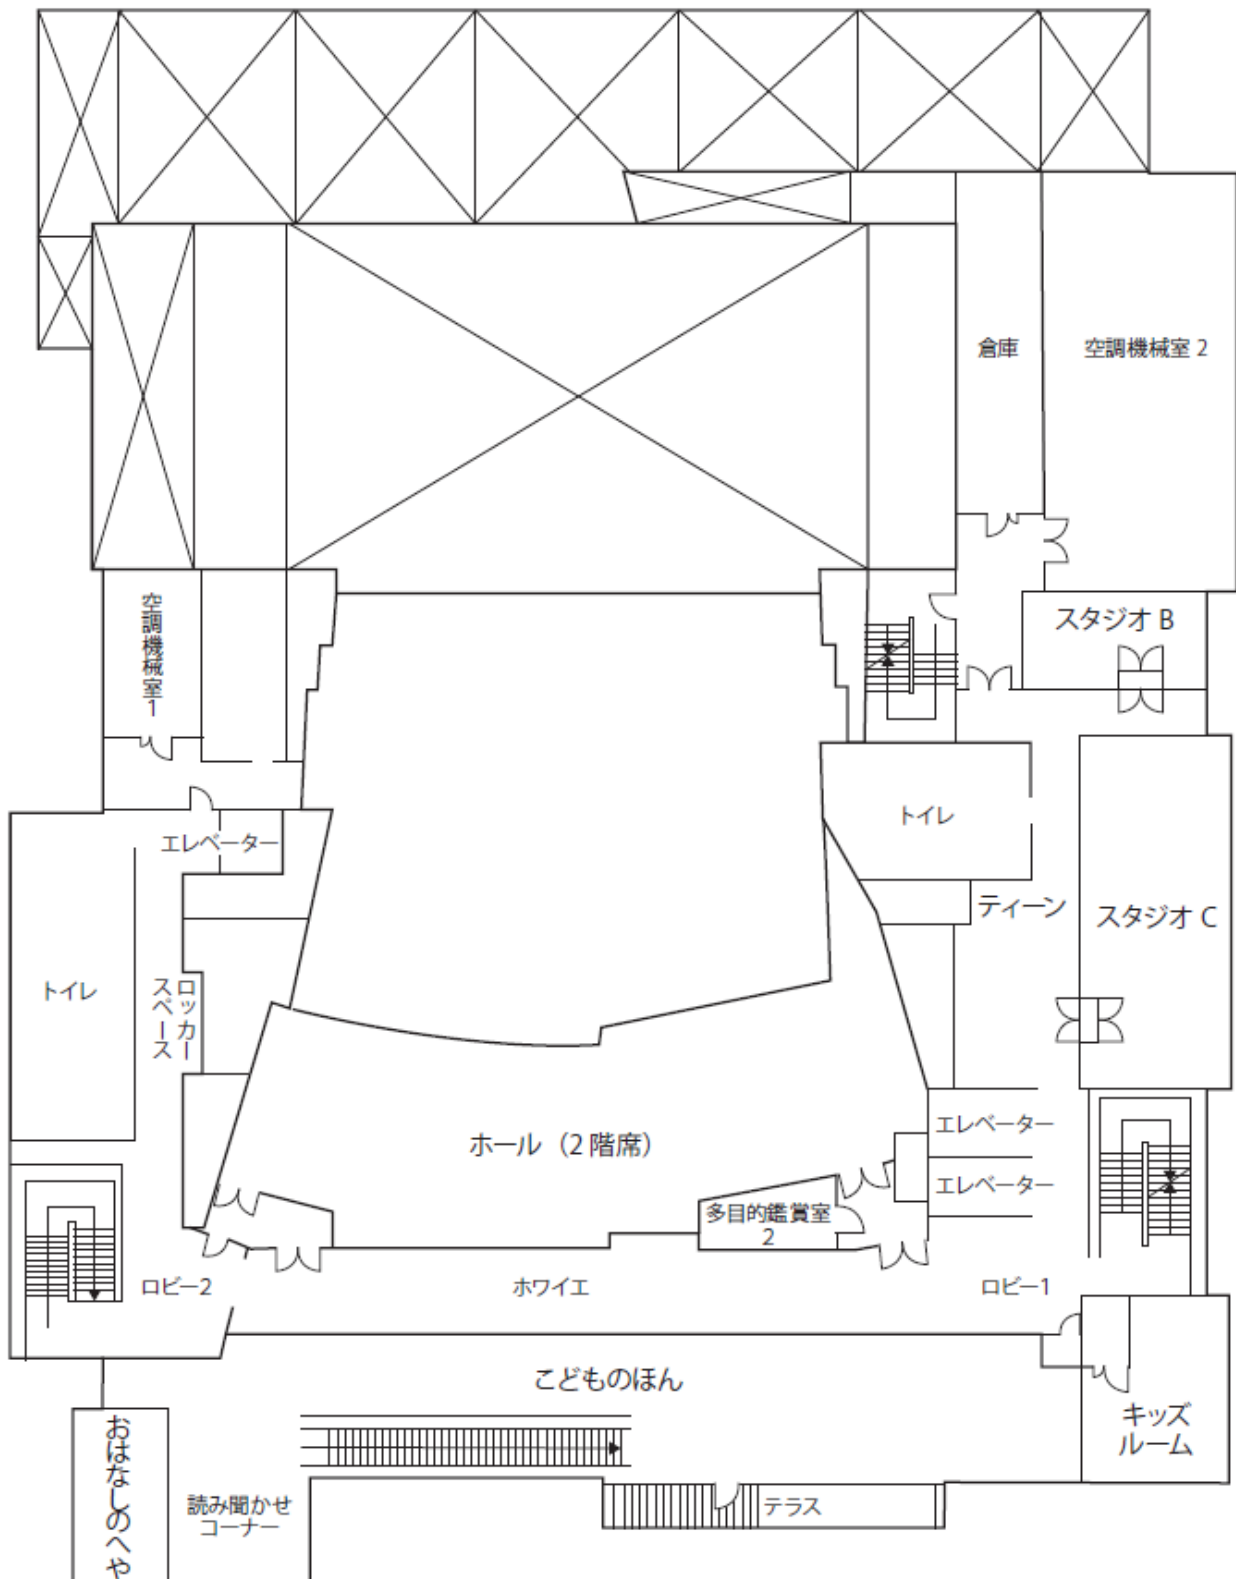 倉庫
空調機械室 2
空調機械室1
スタジオ B
エレベーター
トイレ
ティーン
スタジオ C
トイレ
ロッカー
スペース
ホール（2 階席）
エレベーター
エレベーター
多目的鑑賞室
2
ロビー2
ホワイエ
ロビー1
こどものほん
キッズ
ルーム
おはなしのへや
読み聞かせ
コーナー
テラス